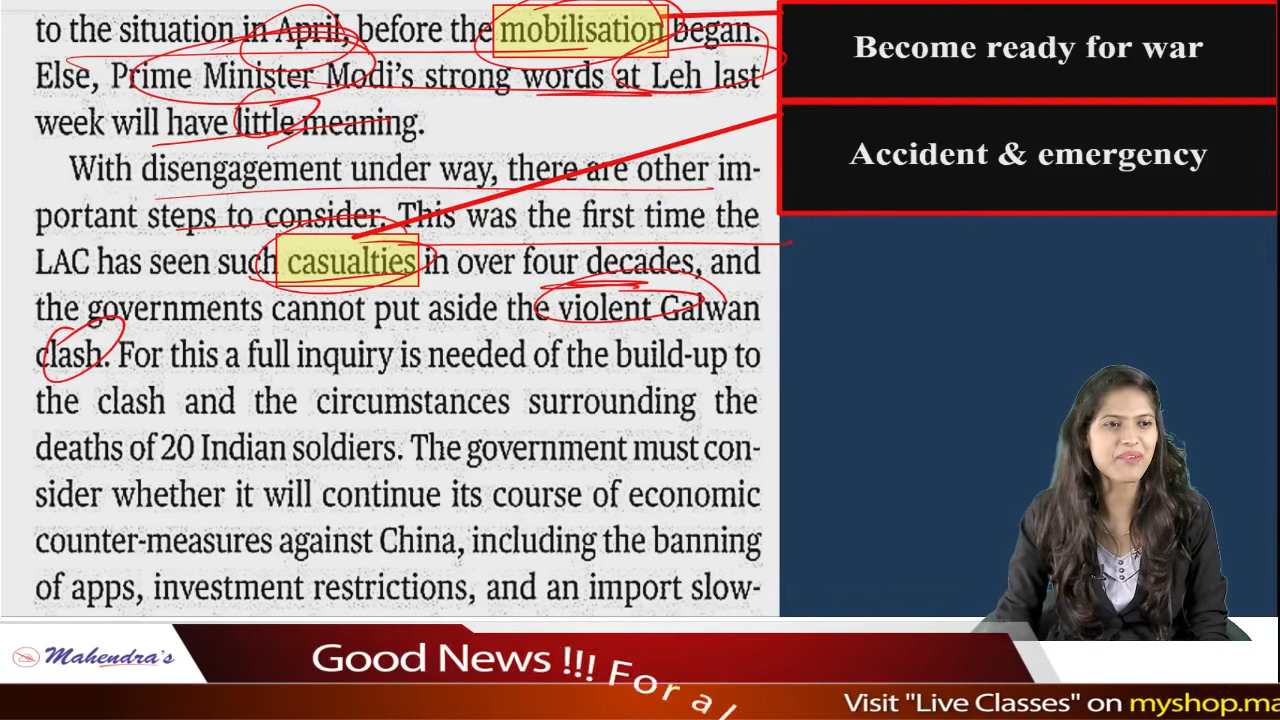 to the situation in April, before the mobilisation began.
Else, Prime Minister Modi's strong words at Leh last
week will have little meaning.
With disengagement under way, there are other im-
portant steps to consider. This was the first time the
LAC has seen such casualties in over four decades, and
the governments cannot put aside the violent Galwan
clash. For this a full inquiry is needed of the build-up to
the clash and the circumstances surrounding the
deaths of 20 Indian soldiers. The government must con-
sider whether it will continue its course of economic
counter-measures against China, including the banning
of apps, investment restrictions, and an import slow-
Become ready for war
Accident & emergency
Mahendra's
Good News !!! For al
Visit "Live Classes" on myshop.ma